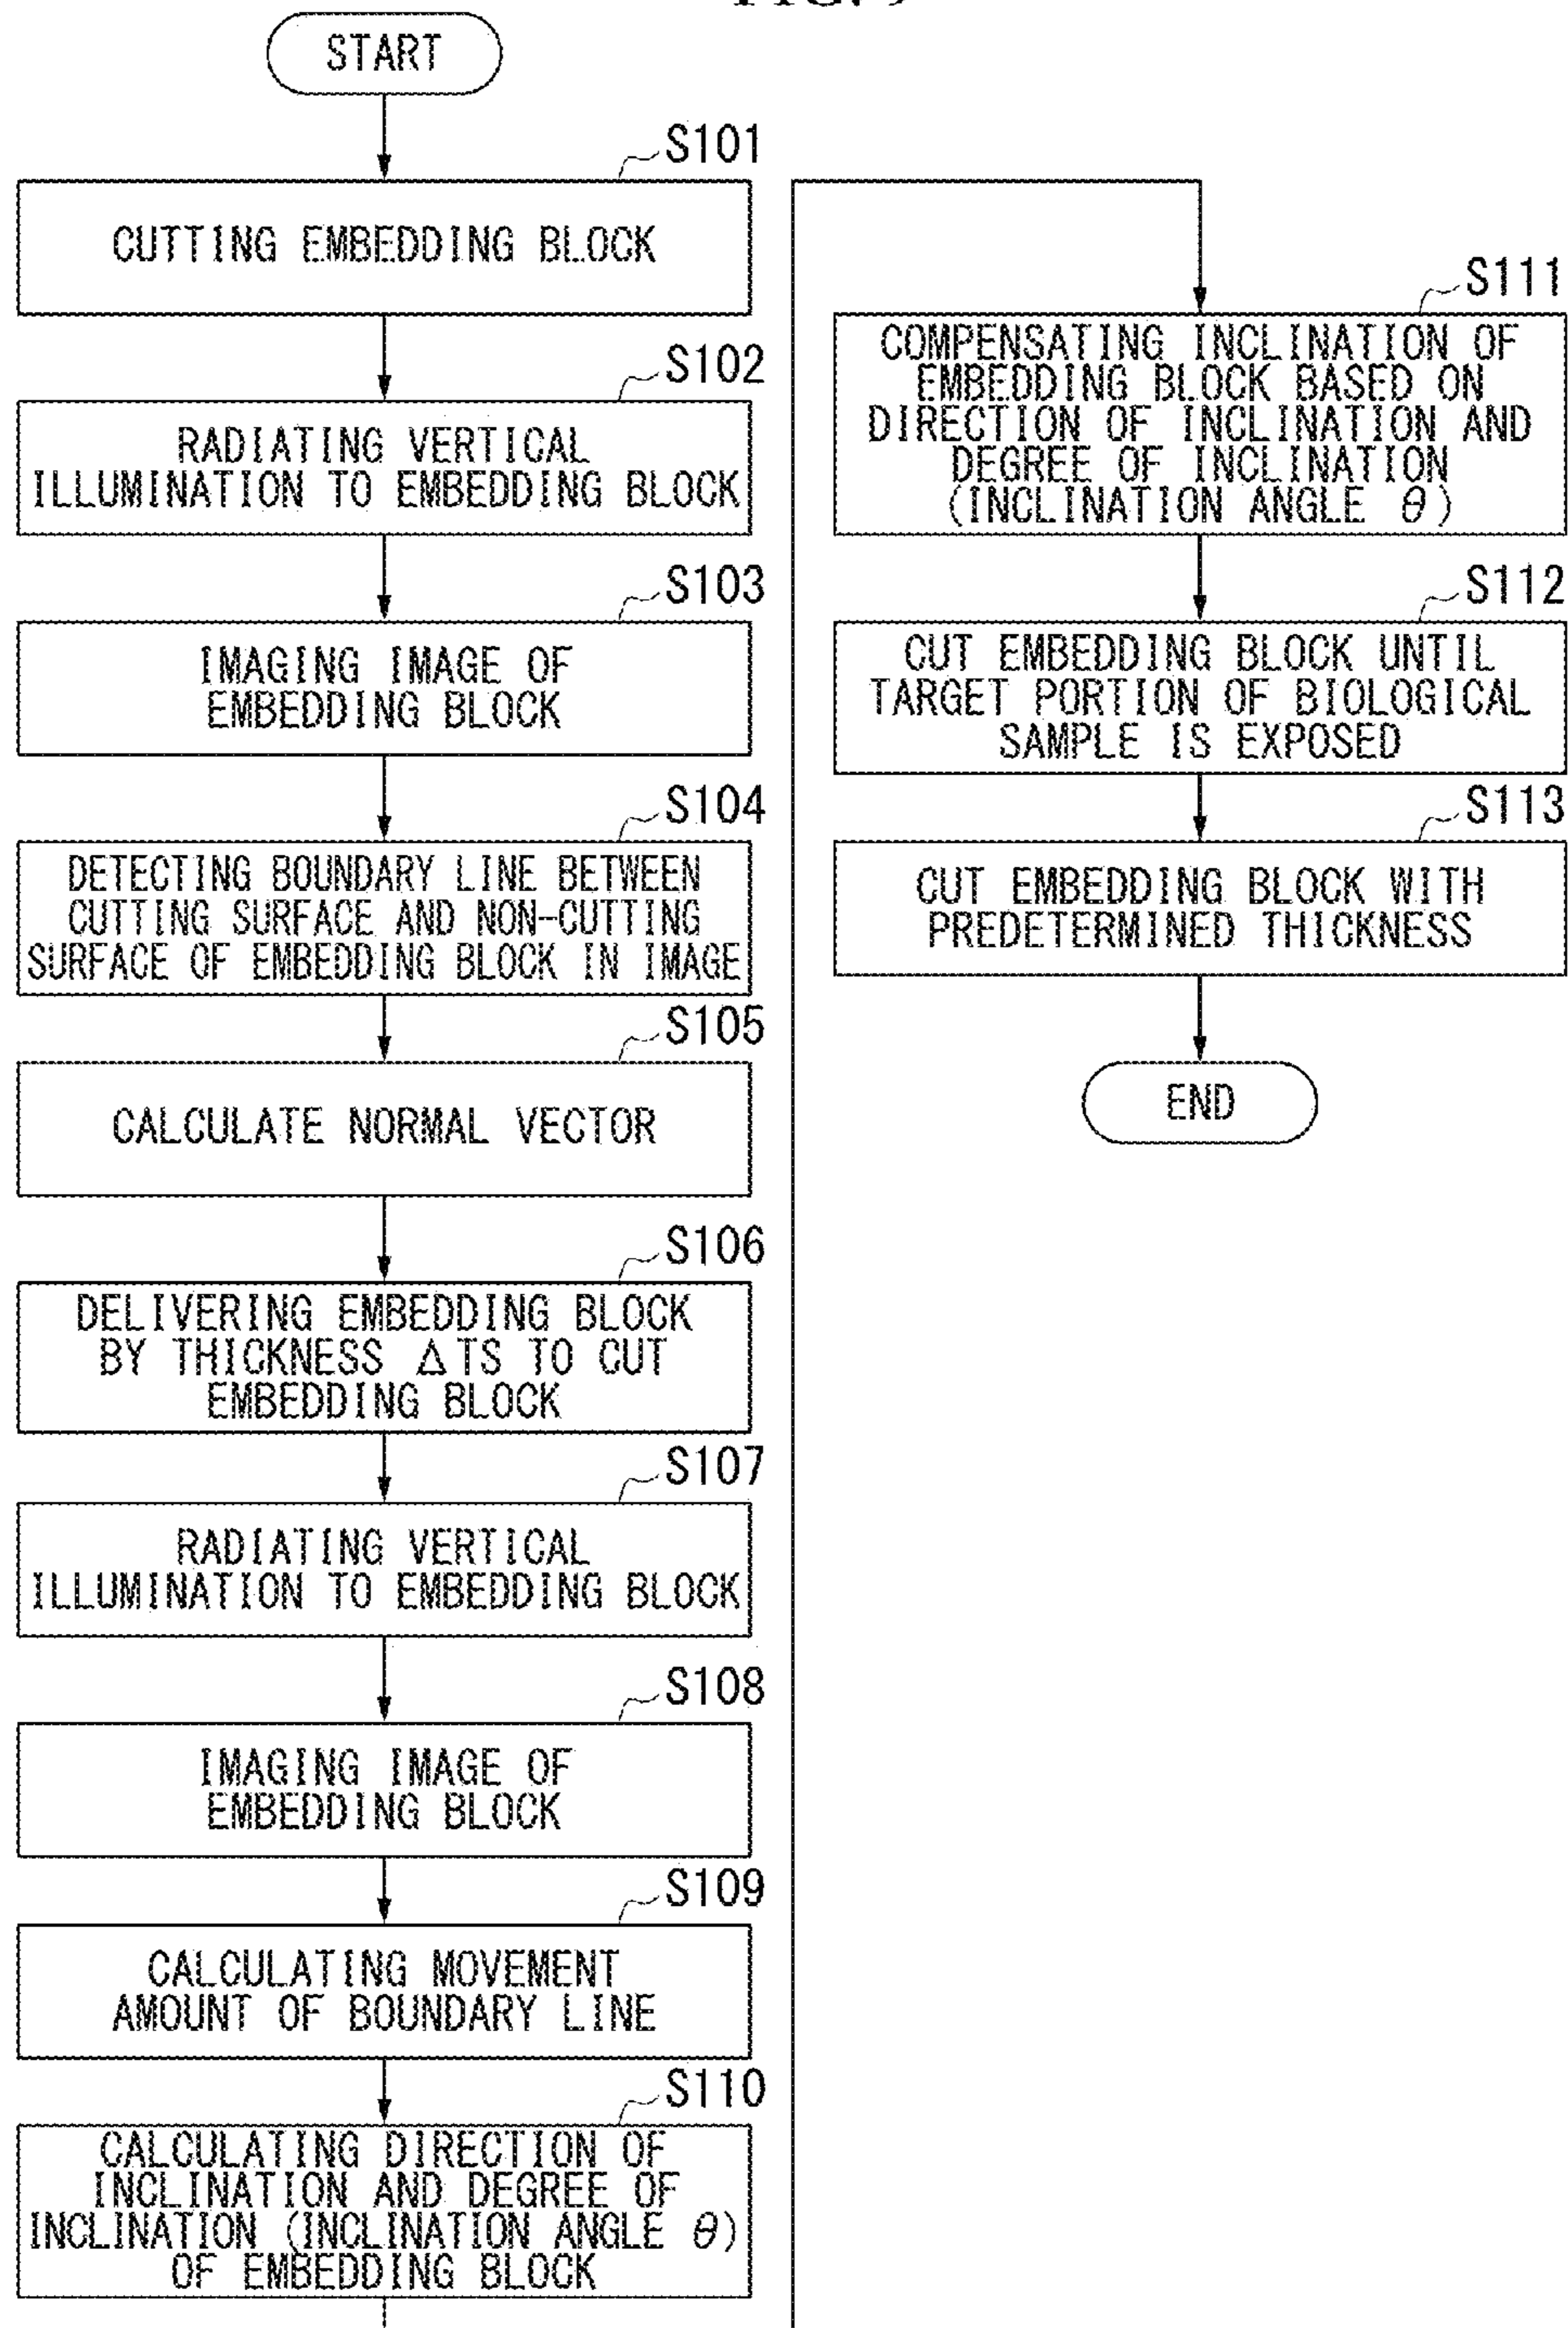 START
S101
CUTTING EMBEDDING BLOCK
S102
RADIATING VERTICAL
ILLUMINATION TO EMBEDDING BLOCK
S103
IMAGING IMAGE OF
EMBEDDING BLOCK
S104
DETECTING BOUNDARY LINE BETWEEN
CUTTING SURFACE AND NON-CUTTING
SURFACE OF EMBEDDING BLOCK IN IMAGE
S105
CALCULATE NORMAL VECTOR
S106
DELIVERING EMBEDDING BLOCK
BY THICKNESS ΔTS TO CUT
EMBEDDING BLOCK
S107
RADIATING VERTICAL
ILLUMINATION TO EMBEDDING BLOCK
S108
IMAGING IMAGE OF
EMBEDDING BLOCK
S109
CALCULATING MOVEMENT
AMOUNT OF BOUNDARY LINE
S110
CALCULATING DIRECTION OF
INCLINATION AND DEGREE OF
INCLINATION (INCLINATION ANGLE θ)
OF EMBEDDING BLOCK
S111
COMPENSATING INCLINATION OF
EMBEDDING BLOCK BASED ON
DIRECTION OF INCLINATION AND
DEGREE OF INCLINATION
(INCLINATION ANGLE θ)
S112
CUT EMBEDDING BLOCK UNTIL
TARGET PORTION OF BIOLOGICAL
SAMPLE IS EXPOSED
S113
CUT EMBEDDING BLOCK WITH
PREDETERMINED THICKNESS
END